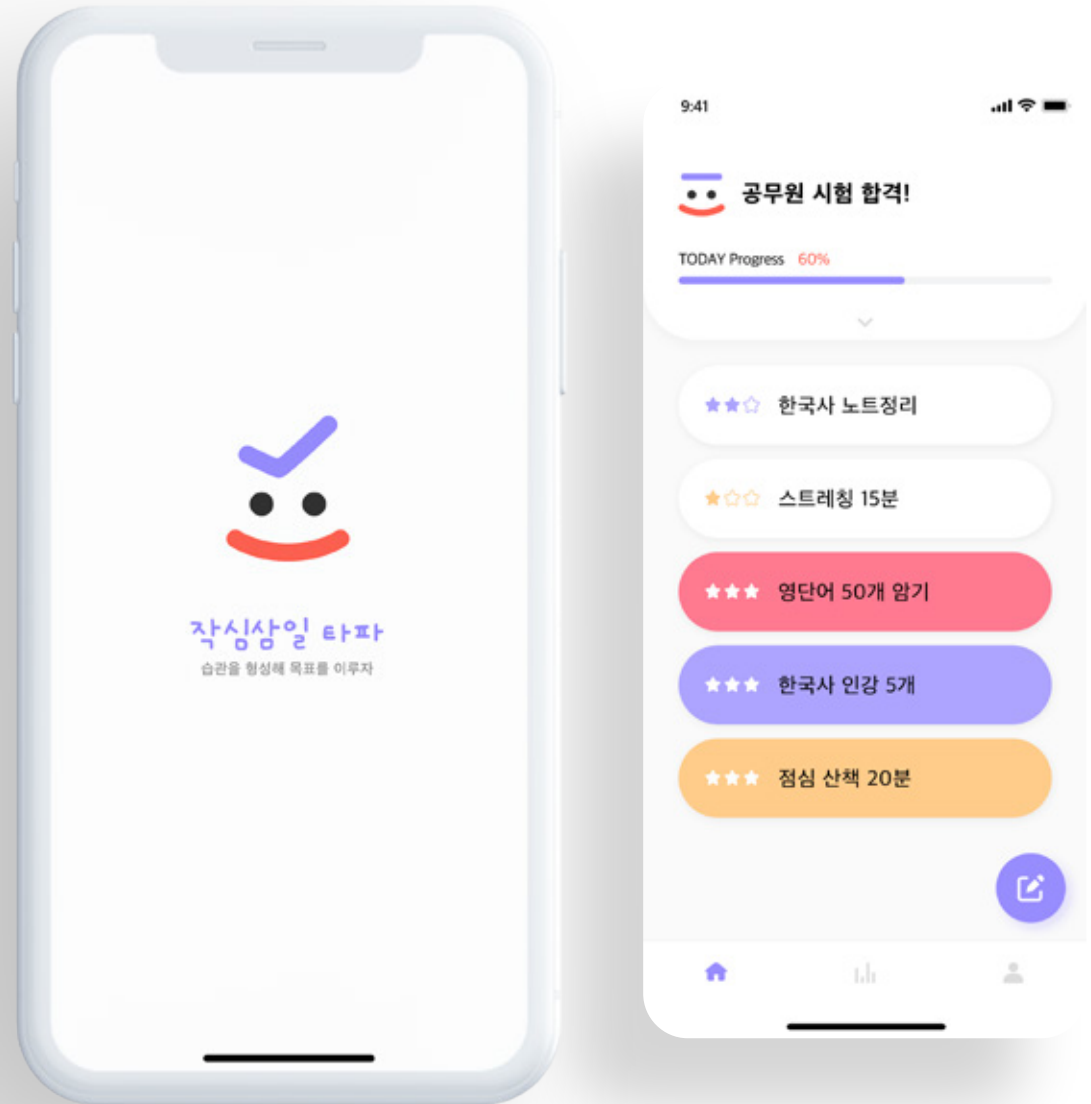 작심삼일 타파
습관을 형성해 목표를 이루자
9:41
공무원 시험 합격!
TODAY Progress 60%
한국사 노트정리
스트레칭 15분
영단어 50개 암기
한국사 인강 5개
점심 산책 20분